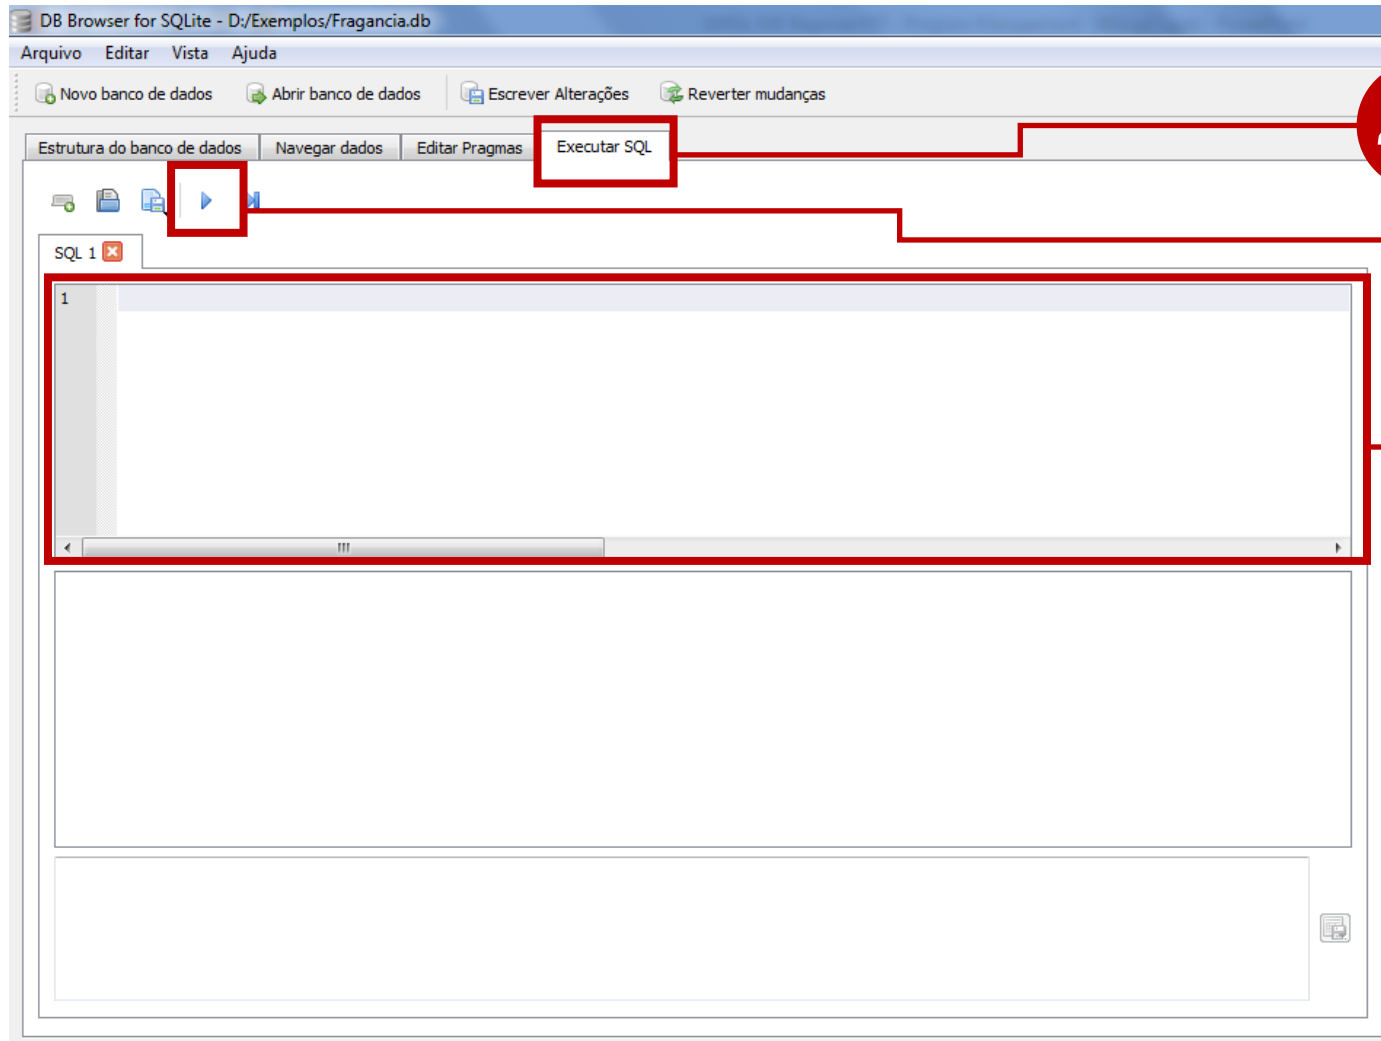 DB Browser for SQLite - D:/Exemplos/Fragancia.db
Arquivo Editar Vista Ajuda
Novo banco de dados Abrir banco de dados Escrever Alterações Reverter mudanças
Estrutura do banco de dados Navegar dados Editar Pragmas Executar SQL
SQL 1
1